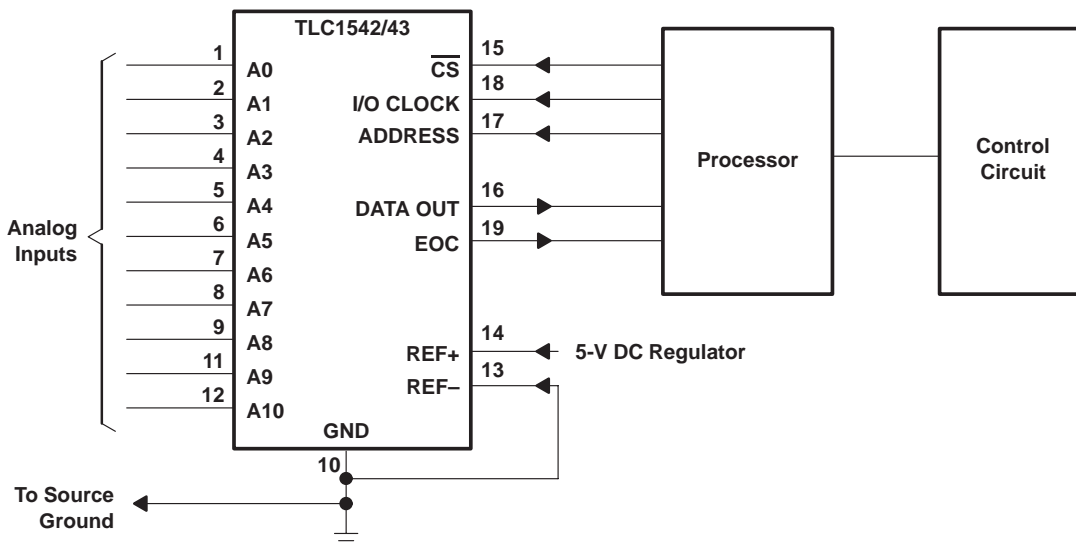 TLC1542/43
Analog
Inputs
1
A0
2
A1
3
A2
4
A3
5
A4
6
A5
7
A6
8
A7
9
A8
11
A9
12
A10
15
CS
18
I/O CLOCK
17
ADDRESS
16
DATA OUT
19
EOC
14
REF+
13
REF–
GND
10
5-V DC Regulator
Processor
Control
Circuit
To Source
Ground